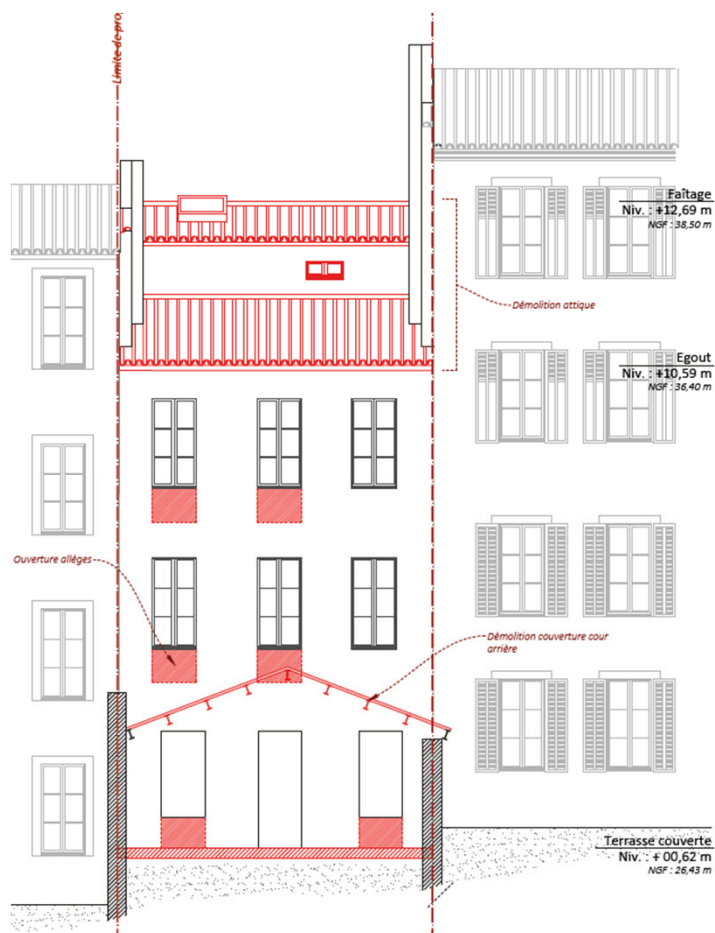 Limite de pro
Faîtage
Niv. : +12,69 m
NGF : 38,50 m
Démolition attique
Egout
Niv. : +10,59 m
NGF : 36,40 m
Ouverture allèges
Démolition couverture cour
arrière
Terrasse couverte
Niv. : + 00,62 m
NGF : 26,43 m